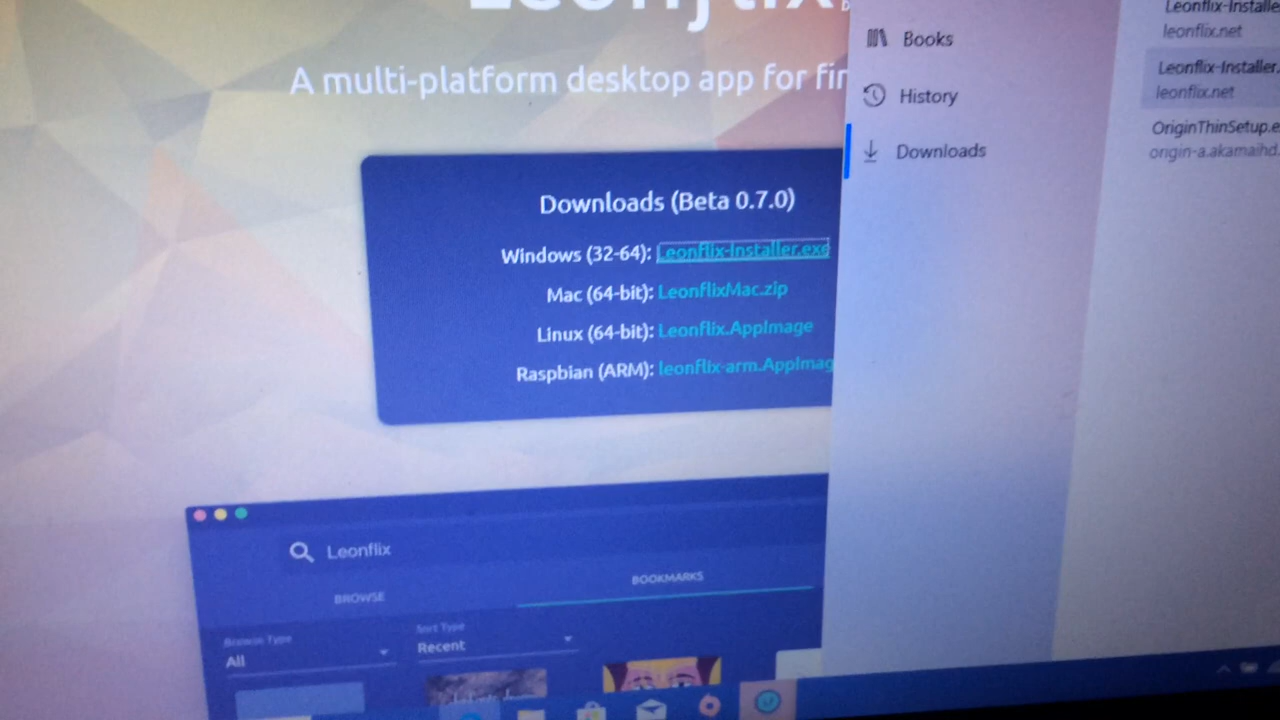 A multi-platform desktop app for
Downloads (Beta 0.7.0)
Windows (32-64): Leonflix-Installer.exe
Mac (64-bit): LeonflixMac.zip
Linux (64-bit): Leonflix.AppImage
Raspbian (ARM): leonflix-arm.AppImag
Leonflix
BROWSE
BOOKMARKS
Browse Type
All
Sort Type
Recent
Books
History
Downloads
Leonflix-Installe
leonflix.net
Leonflix-Installer.
leonflix.net
OriginThinSetup.e
origin-a.akamaihd.